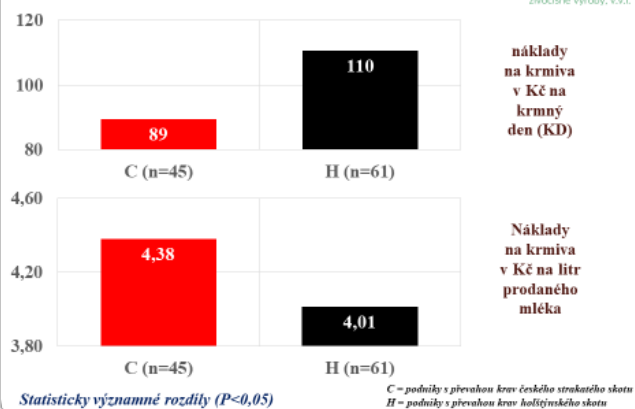 živočišné výroby, v.v.i.
120
100
80
89
110
C (n=45)
H (n=61)
náklady
na krmiva
v Kč na
krmný
den (KD)
4,60
4,20
3,80
4,38
4,01
C (n=45)
H (n=61)
Náklady
na krmiva
v Kč na litr
prodaného
mléka
Statisticky významné rozdíly (P<0,05)
C = podniky s převahou krav českého strakatého skotu
H = podniky s převahou krav holštýnského skotu